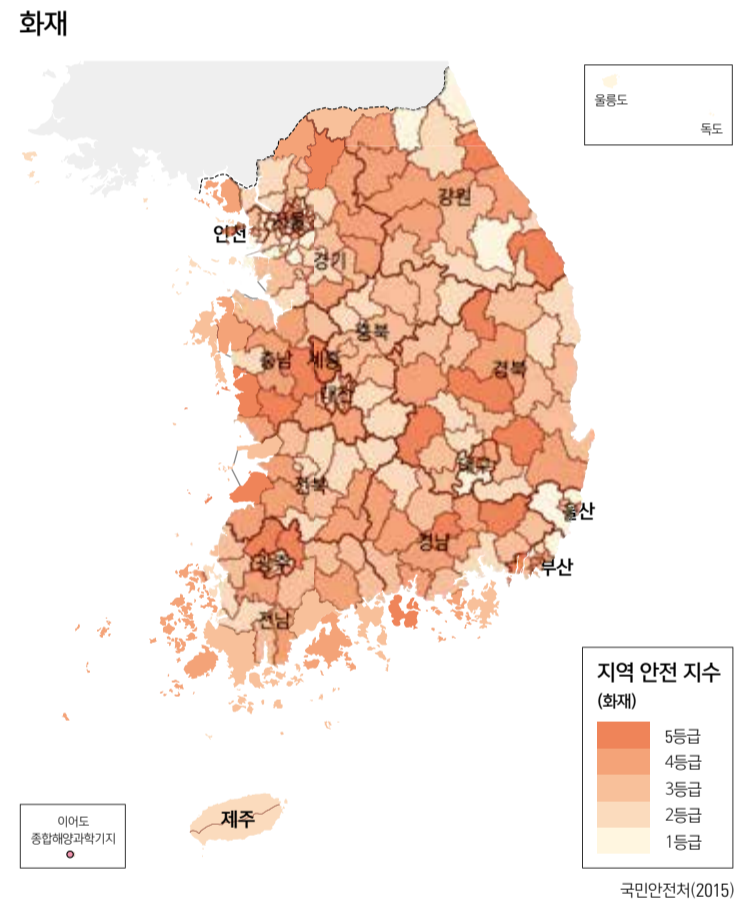 화재
울릉도
독도
강원
서울
인천
경기
충북
충남
세종
대전
경북
대구
전북
울산
경남
광주
부산
전남
제주
지역 안전 지수
(화재)
5등급
4등급
3등급
2등급
1등급
이어도
종합해양과학기지
국민안전처(2015)